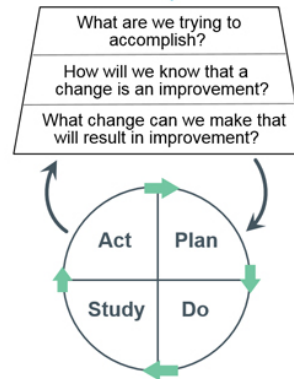 What are we trying to
accomplish?
How will we know that a
change is an improvement?
What change can we make that
will result in improvement?
Act
Plan
Study
Do